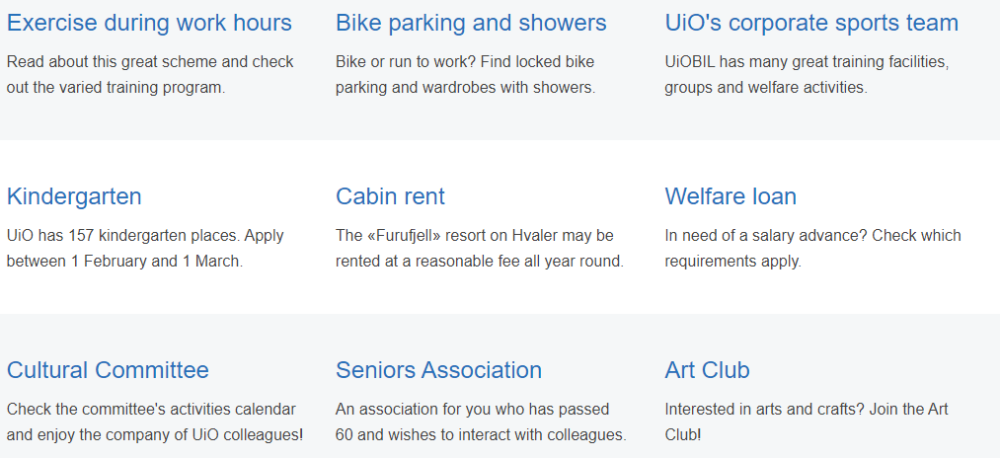 Exercise during work hours
Read about this great scheme and check
out the varied training program.
Bike parking and showers
Bike or run to work? Find locked bike
parking and wardrobes with showers.
UiO's corporate sports team
UiOBIL has many great training facilities,
groups and welfare activities.
Kindergarten
UiO has 157 kindergarten places. Apply
between 1 February and 1 March.
Cabin rent
The «Furufjell» resort on Hvaler may be
rented at a reasonable fee all year round.
Welfare loan
In need of a salary advance? Check which
requirements apply.
Cultural Committee
Check the committee's activities calendar
and enjoy the company of UiO colleagues!
Seniors Association
An association for you who has passed
60 and wishes to interact with colleagues.
Art Club
Interested in arts and crafts? Join the Art
Club!